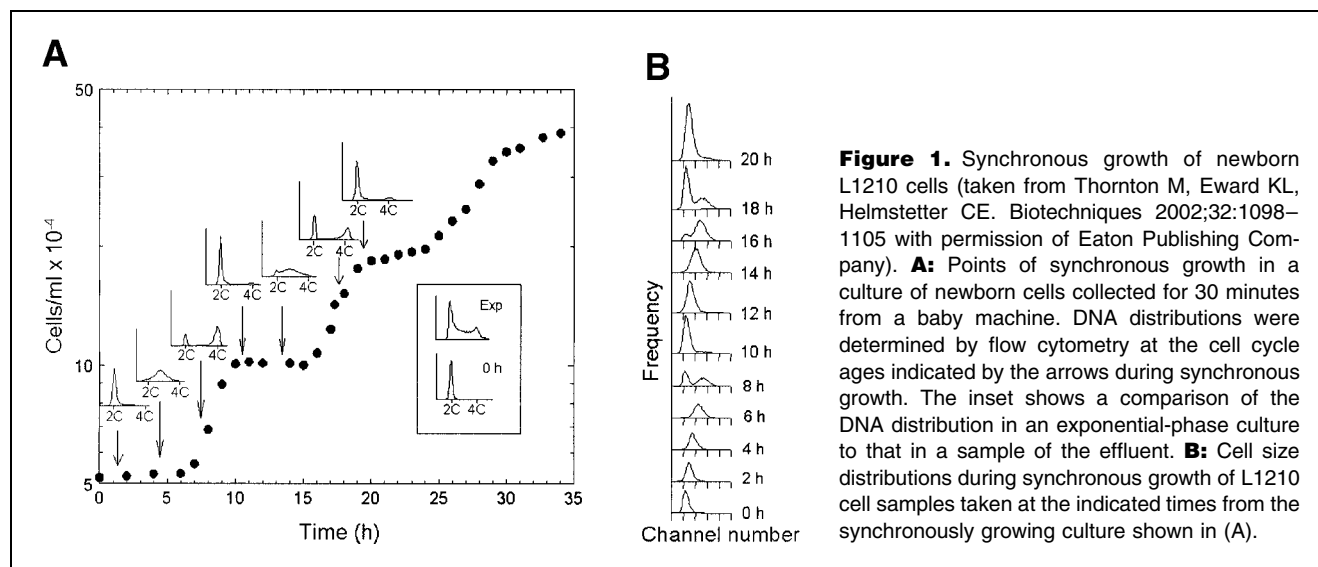 A
50
10
5
Cells/ml x 10⁻⁴
2C 4C
2C 4C
2C 4C
2C 4C
2C 4C
2C 4C
2C 4C
Exp
0 h
2C 4C
0 5 10 15 20 25 30 35
Time (h)
B
Frequency
20 h
18 h
16 h
14 h
12 h
10 h
8 h
6 h
4 h
2 h
0 h
Channel number
Figure 1. Synchronous growth of newborn
L1210 cells (taken from Thornton M, Eward KL,
Helmstetter CE. Biotechniques 2002;32:1098–
1105 with permission of Eaton Publishing Com-
pany). A: Points of synchronous growth in a
culture of newborn cells collected for 30 minutes
from a baby machine. DNA distributions were
determined by flow cytometry at the cell cycle
ages indicated by the arrows during synchronous
growth. The inset shows a comparison of the
DNA distribution in an exponential-phase culture
to that in a sample of the effluent. B: Cell size
distributions during synchronous growth of L1210
cell samples taken at the indicated times from the
synchronously growing culture shown in (A).